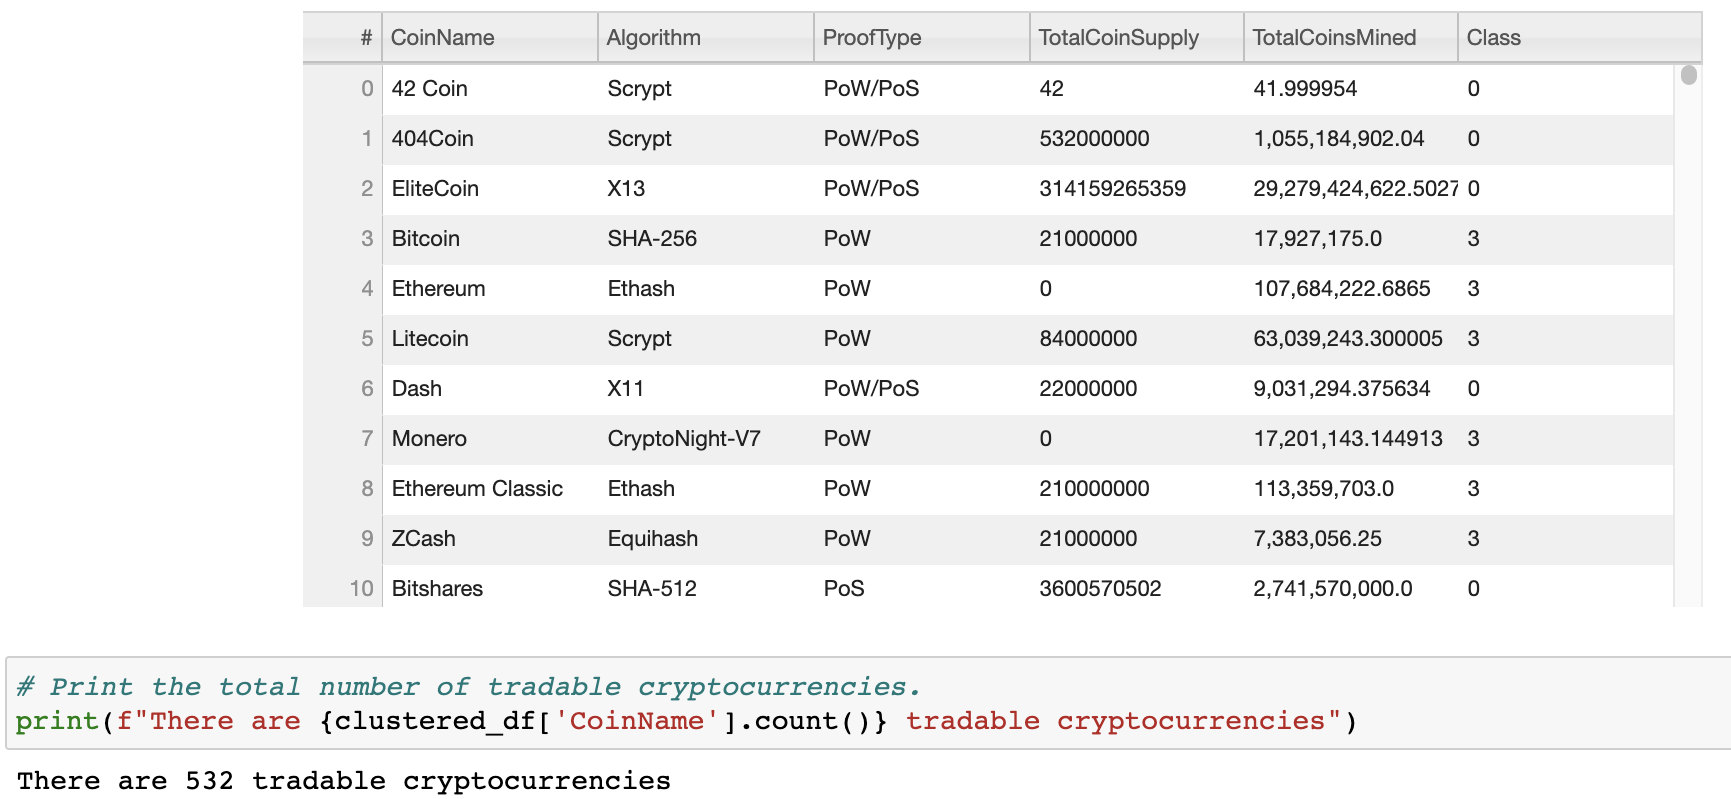 # CoinName Algorithm ProofType TotalCoinSupply TotalCoinsMined Class
0 42 Coin Scrypt PoW/PoS 42 41.999954 0
1 404Coin Scrypt PoW/PoS 532000000 1,055,184,902.04 0
2 EliteCoin X13 PoW/PoS 314159265359 29,279,424,622.5027 0
3 Bitcoin SHA-256 PoW 21000000 17,927,175.0 3
4 Ethereum Ethash PoW 0 107,684,222.6865 3
5 Litecoin Scrypt PoW 84000000 63,039,243.300005 3
6 Dash X11 PoW/PoS 22000000 9,031,294.375634 0
7 Monero CryptoNight-V7 PoW 0 17,201,143.144913 3
8 Ethereum Classic Ethash PoW 210000000 113,359,703.0 3
9 ZCash Equihash PoW 21000000 7,383,056.25 3
10 Bitshares SHA-512 PoS 3600570502 2,741,570,000.0 0
# Print the total number of tradable cryptocurrencies.
print(f"There are {clustered_df['CoinName'].count()} tradable cryptocurrencies")
There are 532 tradable cryptocurrencies